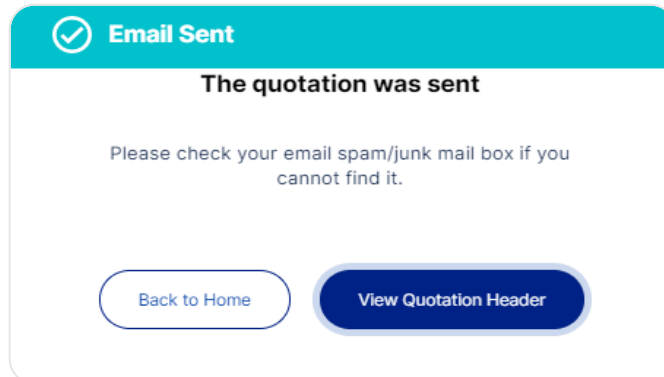 Email Sent
The quotation was sent
Please check your email spam/junk mail box if you
cannot find it.
Back to Home
View Quotation Header